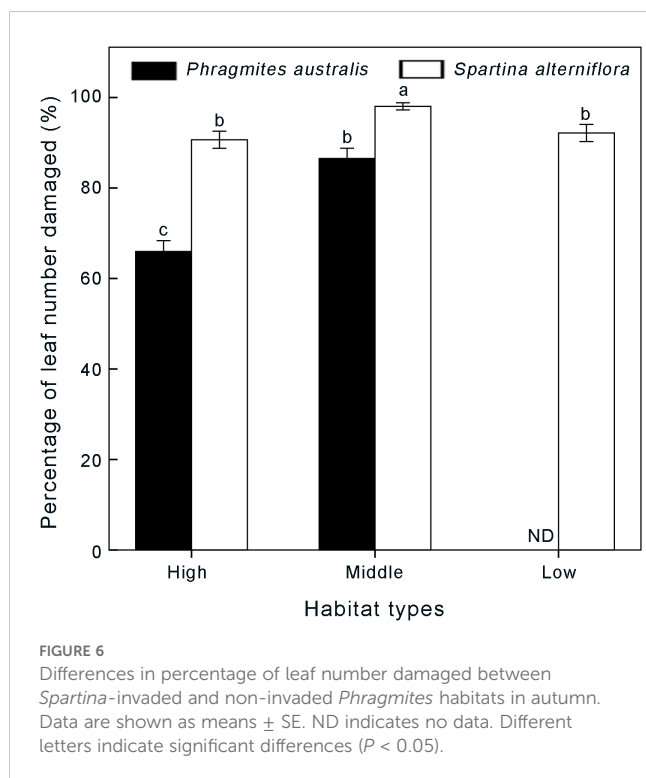 Phragmites australis Spartina alterniflora
Percentage of leaf number damaged (%)
100
80
60
40
20
0
c
b
b
a
ND
b
High Middle Low
Habitat types
FIGURE 6
Differences in percentage of leaf number damaged between
Spartina-invaded and non-invaded Phragmites habitats in autumn.
Data are shown as means ± SE. ND indicates no data. Different
letters indicate significant differences (P < 0.05).